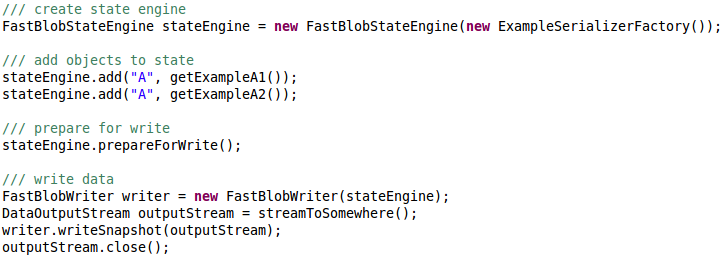 /// create state engine
FastBlobStateEngine stateEngine = new FastBlobStateEngine(new ExampleSerializerFactory());
/// add objects to state
stateEngine.add("A", getExampleA1());
stateEngine.add("A", getExampleA2());
/// prepare for write
stateEngine.prepareForWrite();
/// write data
FastBlobWriter writer = new FastBlobWriter(stateEngine);
DataOutputStream outputStream = streamToSomewhere();
writer.writeSnapshot(outputStream);
outputStream.close();